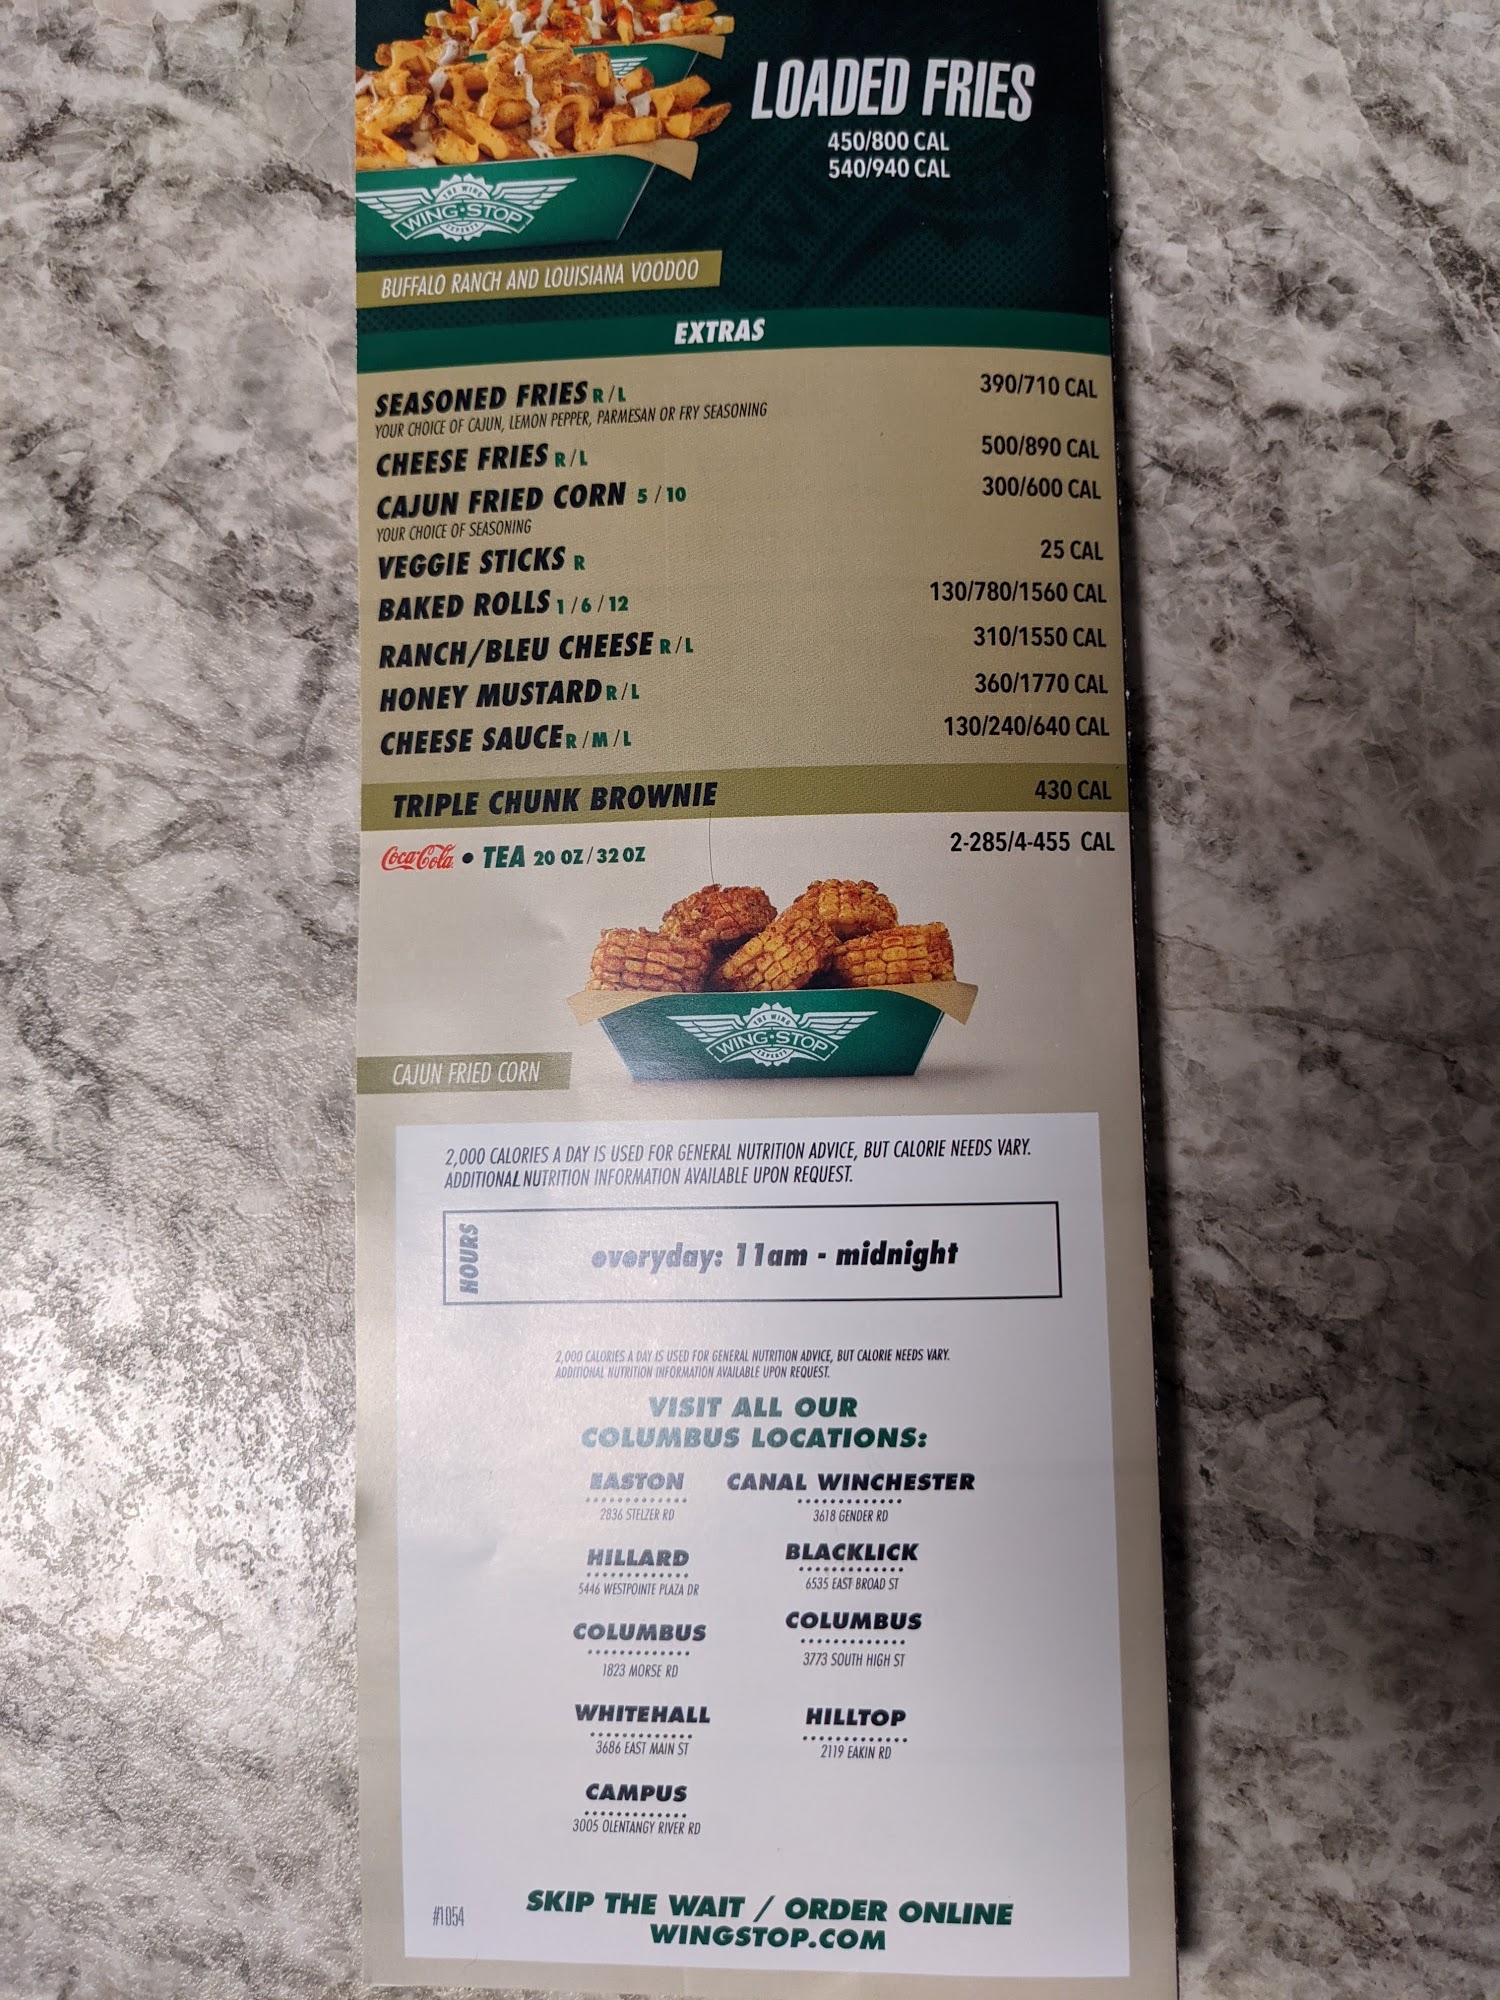 LOADED FRIES
450/800 CAL
540/940 CAL
THE WING
WING·STOP
EXPERTS
BUFFALO RANCH AND LOUISIANA VOODOO
EXTRAS
SEASONED FRIES R/L 390/710 CAL
YOUR CHOICE OF CAJUN, LEMON PEPPER, PARMESAN OR FRY SEASONING
CHEESE FRIES R/L 500/890 CAL
CAJUN FRIED CORN 5/10 300/600 CAL
YOUR CHOICE OF SEASONING
VEGGIE STICKS R 25 CAL
BAKED ROLLS 1/6/12 130/780/1560 CAL
RANCH/BLEU CHEESE R/L 310/1550 CAL
HONEY MUSTARD R/L 360/1770 CAL
CHEESE SAUCE R/M/L 130/240/640 CAL
TRIPLE CHUNK BROWNIE 430 CAL
Coca-Cola • TEA 20 OZ/32 OZ 2-285/4-455 CAL
THE WING
WING·STOP
EXPERTS
CAJUN FRIED CORN
2,000 CALORIES A DAY IS USED FOR GENERAL NUTRITION ADVICE, BUT CALORIE NEEDS VARY.
ADDITIONAL NUTRITION INFORMATION AVAILABLE UPON REQUEST.
HOURS
everyday: 11am - midnight
2,000 CALORIES A DAY IS USED FOR GENERAL NUTRITION ADVICE, BUT CALORIE NEEDS VARY.
ADDITIONAL NUTRITION INFORMATION AVAILABLE UPON REQUEST.
VISIT ALL OUR
COLUMBUS LOCATIONS:
EASTON
2836 STELZER RD
CANAL WINCHESTER
3618 GENDER RD
HILLARD
5446 WESTPOINTE PLAZA DR
BLACKLICK
6535 EAST BROAD ST
COLUMBUS
1823 MORSE RD
COLUMBUS
3773 SOUTH HIGH ST
WHITEHALL
3686 EAST MAIN ST
HILLTOP
2119 EAKIN RD
CAMPUS
3005 OLENTANGY RIVER RD
#1054
SKIP THE WAIT / ORDER ONLINE
WINGSTOP.COM